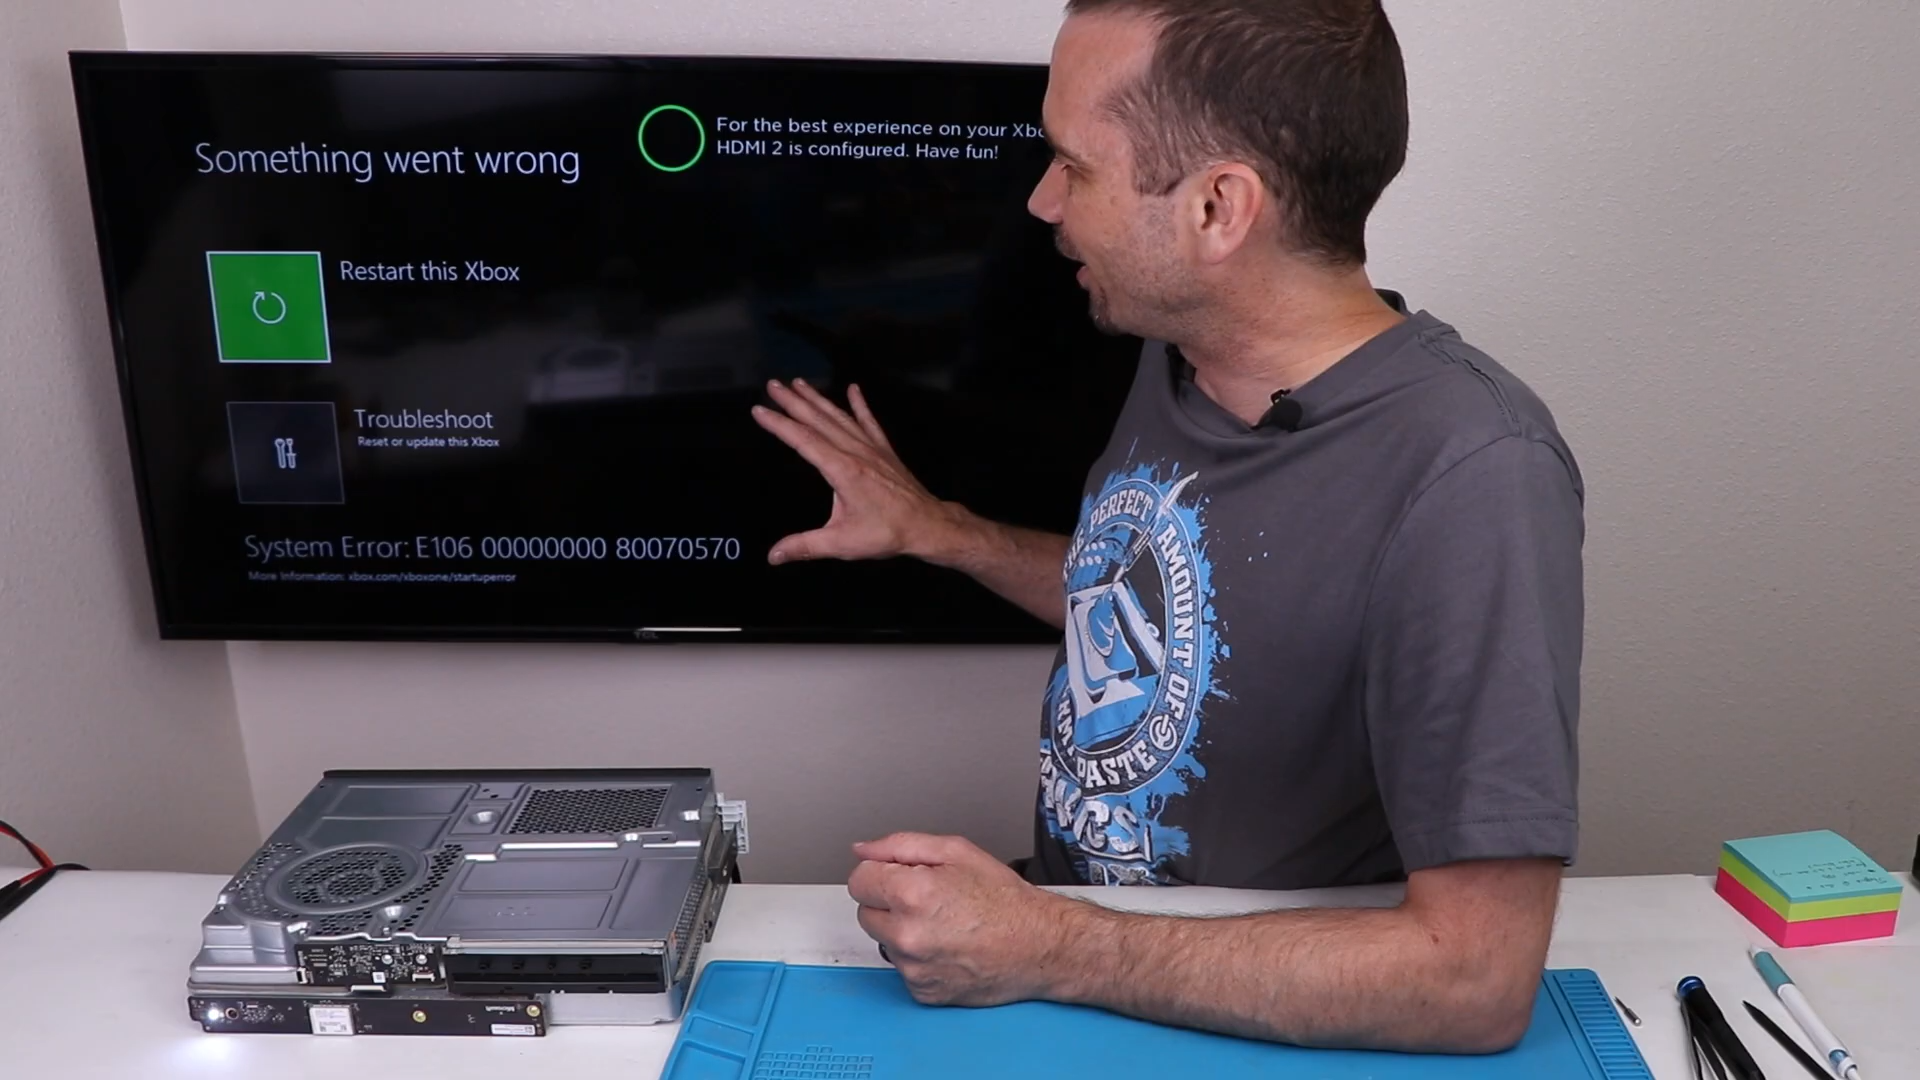 Something went wrong
For the best experience on your Xbo
HDMI 2 is configured. Have fun!
Restart this Xbox
Troubleshoot
Reset or update this Xbox
System Error: E106 00000000 80070570
More Information: xbox.com/xboxone/startuperror
TCL
PERFECT
AMOUNT OF
PASTE
Microsoft